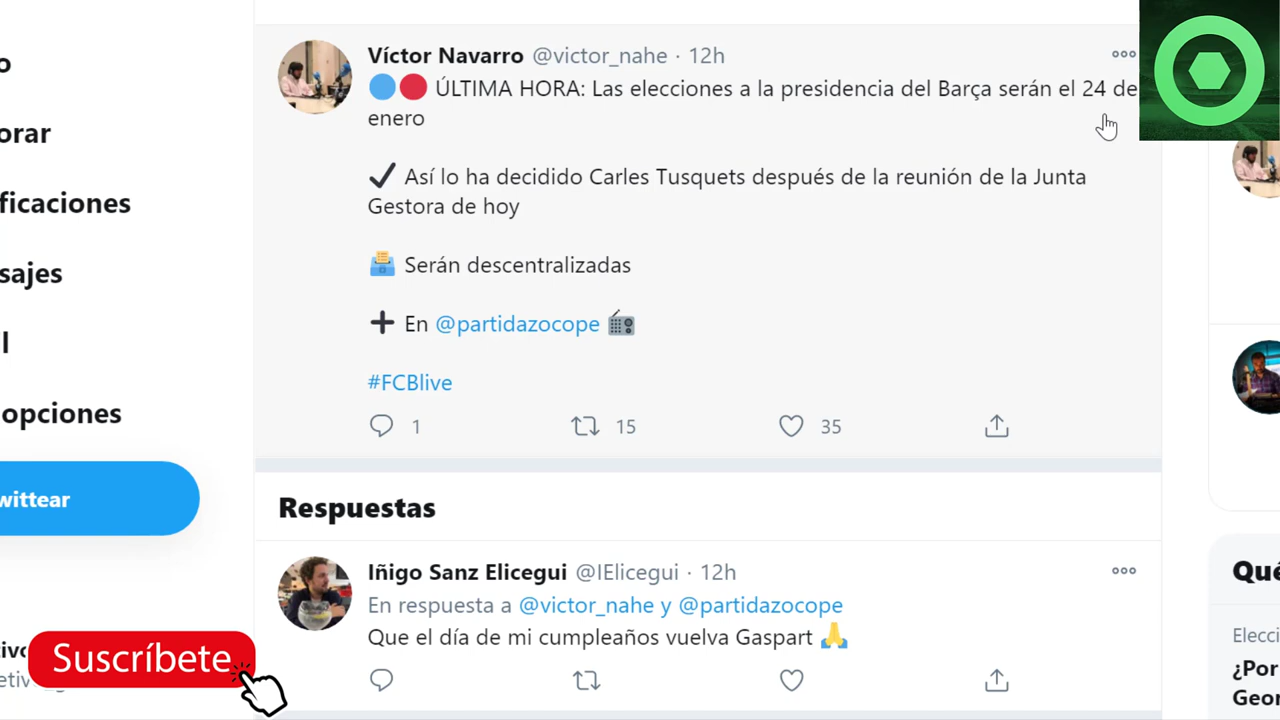 o
orar
ficaciones
sajes
l
opciones
wittear
Víctor Navarro @victor_nahe · 12h
ÚLTIMA HORA: Las elecciones a la presidencia del Barça serán el 24 de
enero
Así lo ha decidido Carles Tusquets después de la reunión de la Junta
Gestora de hoy
Serán descentralizadas
En @partidazocope
#FCBlive
1 15 35
Respuestas
Iñigo Sanz Elicegui @IElicegui · 12h
En respuesta a @victor_nahe y @partidazocope
Que el día de mi cumpleaños vuelva Gaspart
Suscríbete
Qué
Elecci
¿Por
Geor